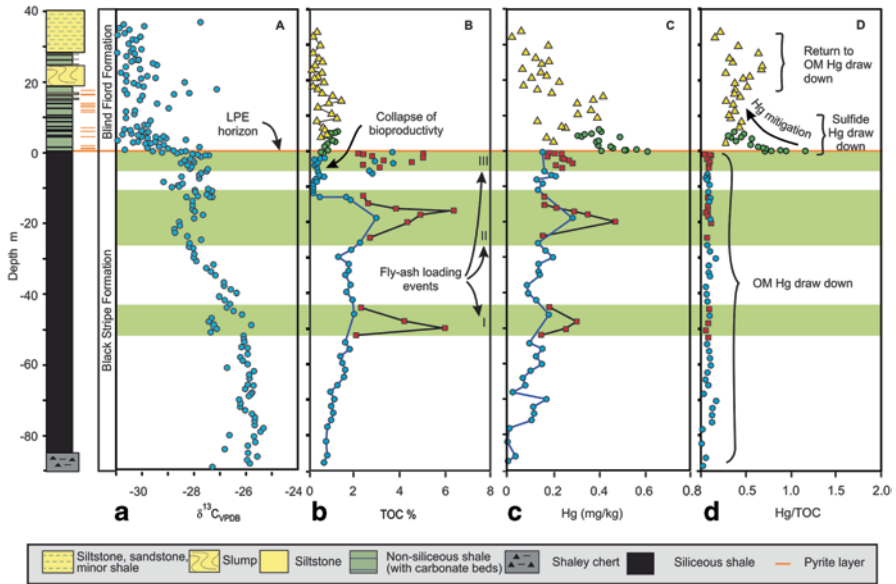 A
B
C
D
40
20
0
-20
-40
-60
-80
Depth m
Blind Fiord Formation
Black Stripe Formation
LPE
horizon
Collapse of
bioproductivity
III
II
I
Fly-ash loading
events
Return to
OM Hg draw
down
Hg mitigation
Sulfide
Hg draw
down
OM Hg draw down
-30 -28 -26 -24
0 2 4 6 8
0 0.2 0.4 0.6 0.8
0.5 1.0 1.5 2.0
a
δ13CVPDB
b
TOC %
c
Hg (mg/kg)
d
Hg/TOC
Siltstone, sandstone,
minor shale
Slump
Siltstone
Non-siliceous shale
(with carbonate beds)
Shaley chert
Siliceous shale
Pyrite layer